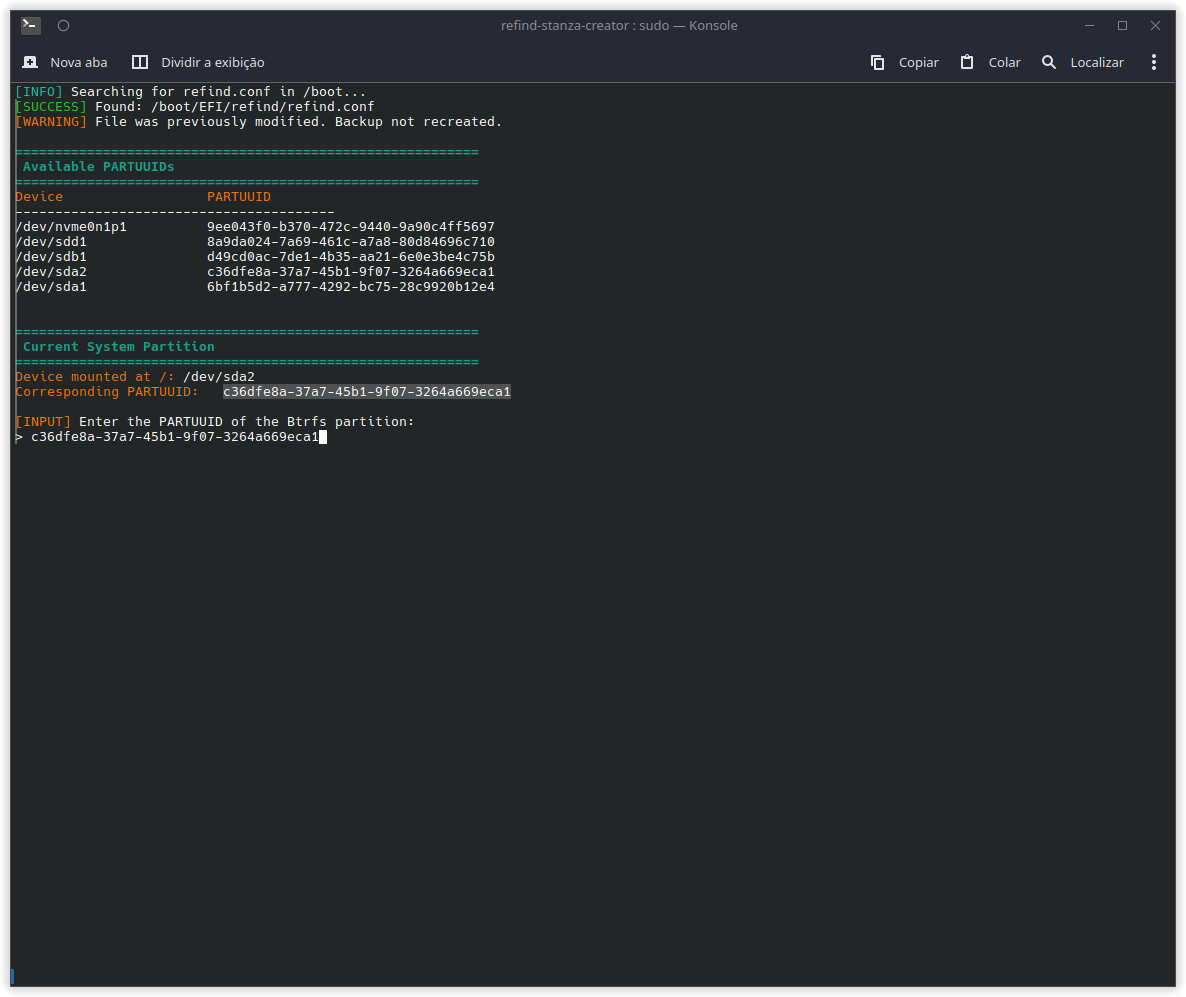 refind-stanza-creator : sudo — Konsole
Nova aba Dividir a exibição Copiar Colar Localizar
[INFO] Searching for refind.conf in /boot...
[SUCCESS] Found: /boot/EFI/refind/refind.conf
[WARNING] File was previously modified. Backup not recreated.
==========================================================
Available PARTUUIDs
==========================================================
Device PARTUUID
----------------------------------------
/dev/nvme0n1p1 9ee043f0-b370-472c-9440-9a90c4ff5697
/dev/sdd1 8a9da024-7a69-461c-a7a8-80d84696c710
/dev/sdb1 d49cd0ac-7de1-4b35-aa21-6e0e3be4c75b
/dev/sda2 c36dfe8a-37a7-45b1-9f07-3264a669eca1
/dev/sda1 6bf1b5d2-a777-4292-bc75-28c9920b12e4
==========================================================
Current System Partition
==========================================================
Device mounted at /: /dev/sda2
Corresponding PARTUUID: c36dfe8a-37a7-45b1-9f07-3264a669eca1
[INPUT] Enter the PARTUUID of the Btrfs partition:
> c36dfe8a-37a7-45b1-9f07-3264a669eca1